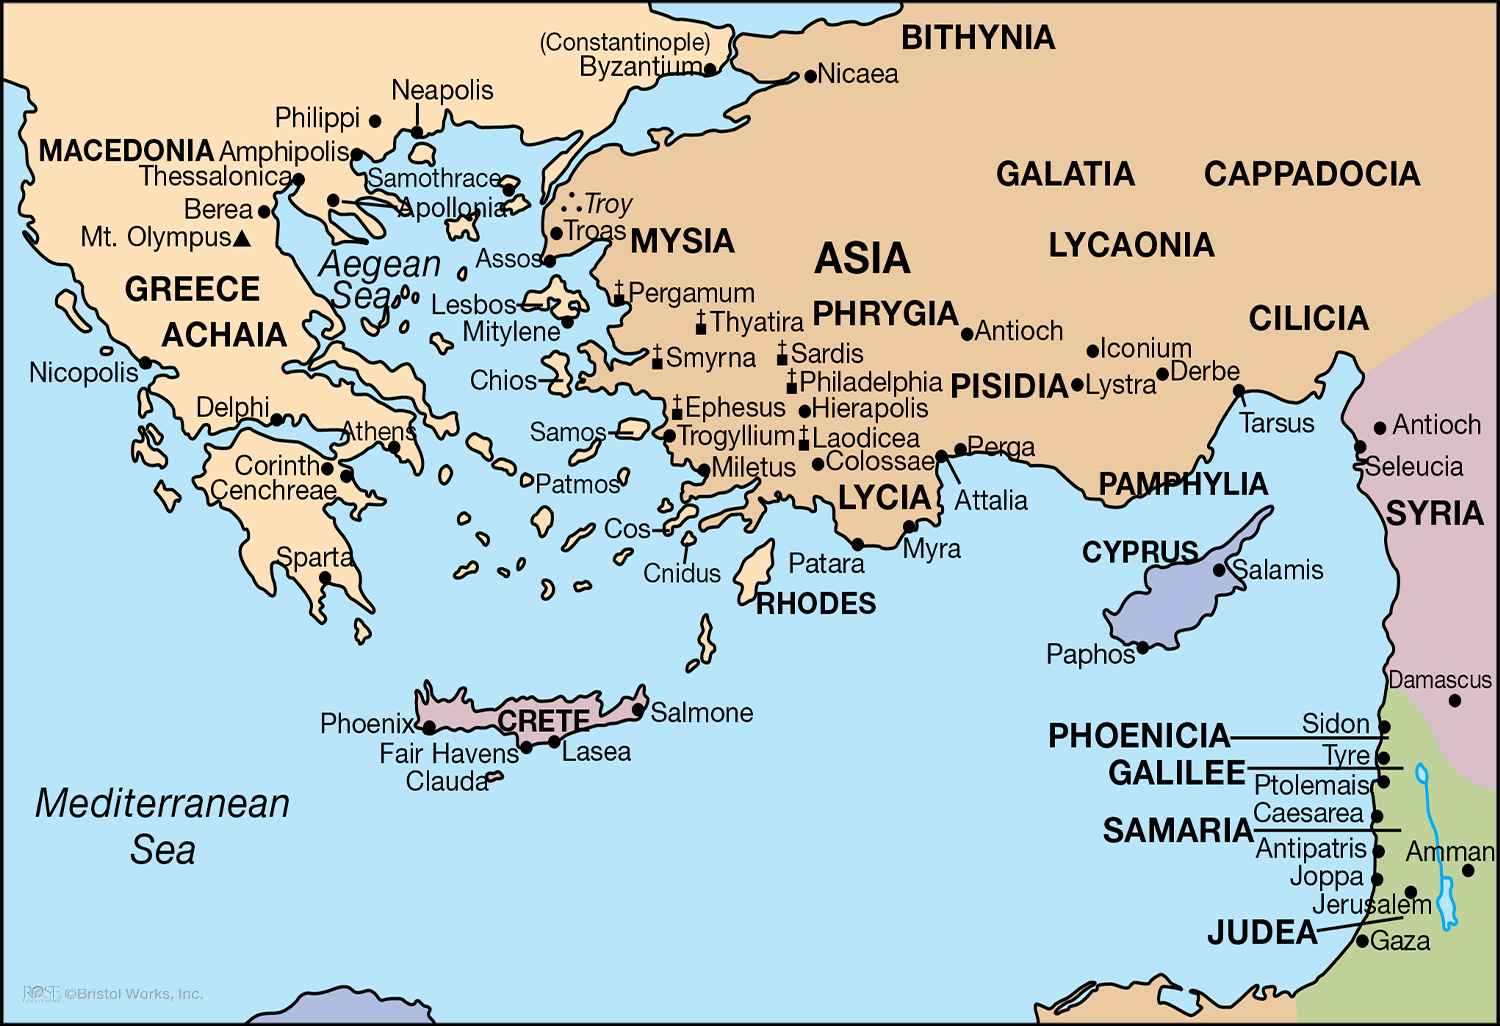 (Constantinople)
Byzantium
BITHYNIA
Nicaea
Neapolis
Philippi
MACEDONIA
Amphipolis
Thessalonica
Samothrace
Apollonia
Berea
Mt. Olympus
GALATIA
CAPPADOCIA
Troy
Troas
MYSIA
ASIA
LYCAONIA
Aegean
Sea
Assos
GREECE
ACHAIA
Lesbos
Mitylene
Pergamum
Thyatira
PHRYGIA
Antioch
CILICIA
Nicopolis
Smyrna
Sardis
Iconium
Derbe
Chios
Philadelphia
PISIDIA
Lystra
Delphi
Ephesus
Hierapolis
Tarsus
Antioch
Athens
Samos
Trogyllium
Laodicea
Perga
Corinth
Cenchreae
Miletus
Colossae
Seleucia
Patmos
LYCIA
Attalia
PAMPHYLIA
SYRIA
Cos
Sparta
Cnidus
Patara
Myra
CYPRUS
Salamis
RHODES
Paphos
Damascus
Phoenix
CRETE
Salmone
Fair Havens
Lasea
Clauda
Sidon
PHOENICIA
Tyre
GALILEE
Ptolemais
Mediterranean
Sea
Caesarea
SAMARIA
Antipatris
Amman
Joppa
Jerusalem
JUDEA
Gaza
ROSE
©Bristol Works, Inc.